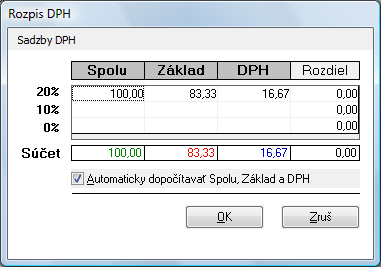 Rozpis DPH
Sadzby DPH
Spolu Základ DPH Rozdiel
20% 100,00 83,33 16,67 0,00
10% 0,00
0% 0,00
Súčet 100,00 83,33 16,67 0,00
Automaticky dopočítavať Spolu, Základ a DPH
OK Zruš